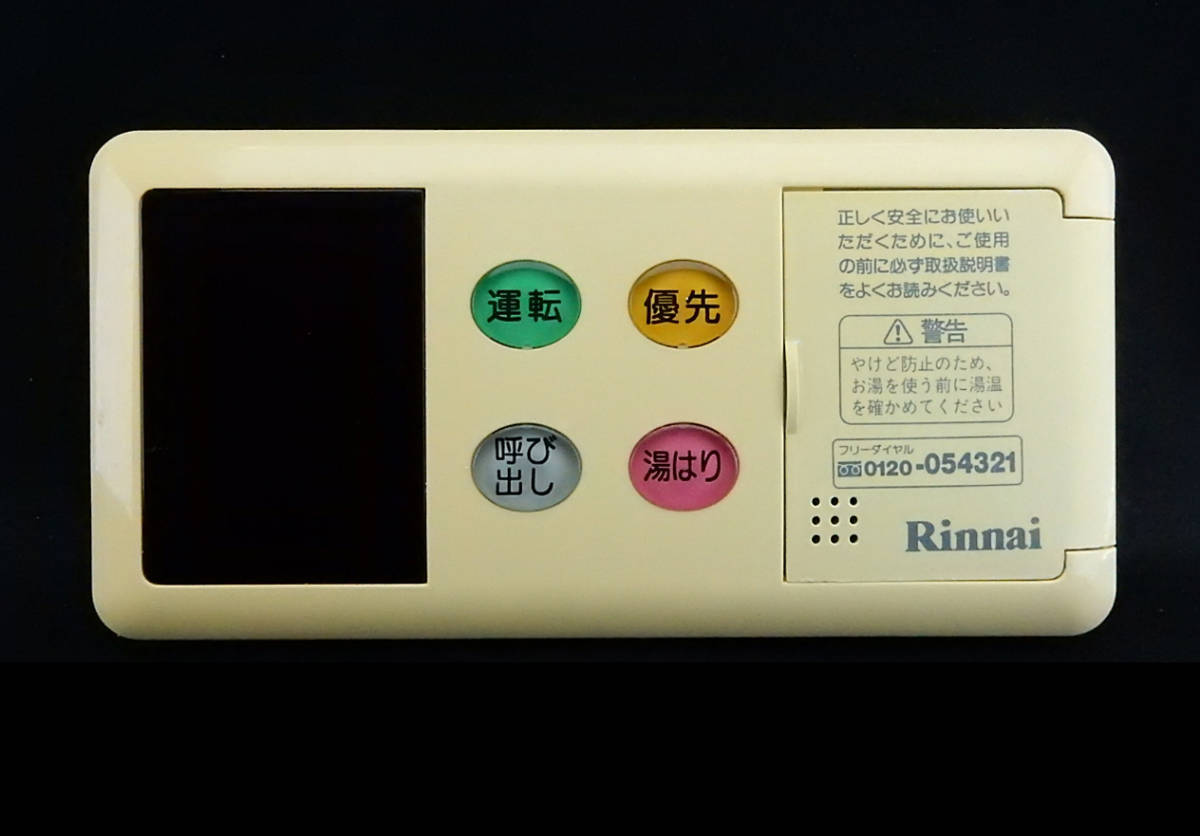 運転
優先
呼び
出し
湯はり
正しく安全にお使いい
ただくために、ご使用
の前に必ず取扱説明書
をよくお読みください。
警告
やけど防止のため、
お湯を使う前に湯温
を確かめてください
フリーダイヤル
0120-054321
Rinnai